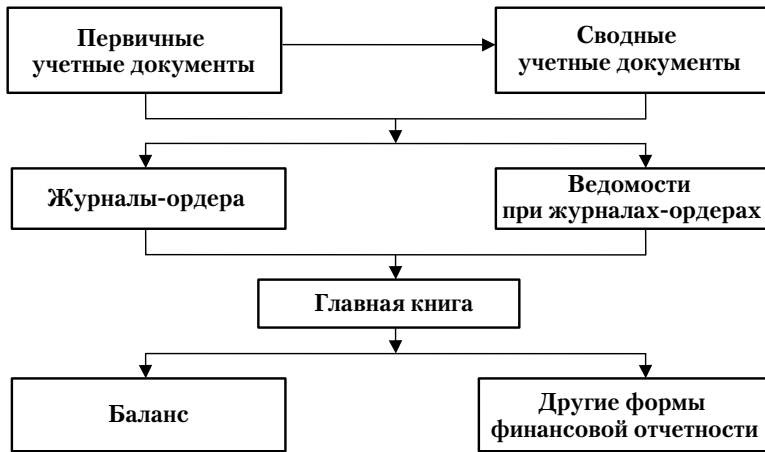 Первичные
учетные документы
Сводные
учетные документы
Журналы-ордера
Ведомости
при журналах-ордерах
Главная книга
Баланс
Другие формы
финансовой отчетности